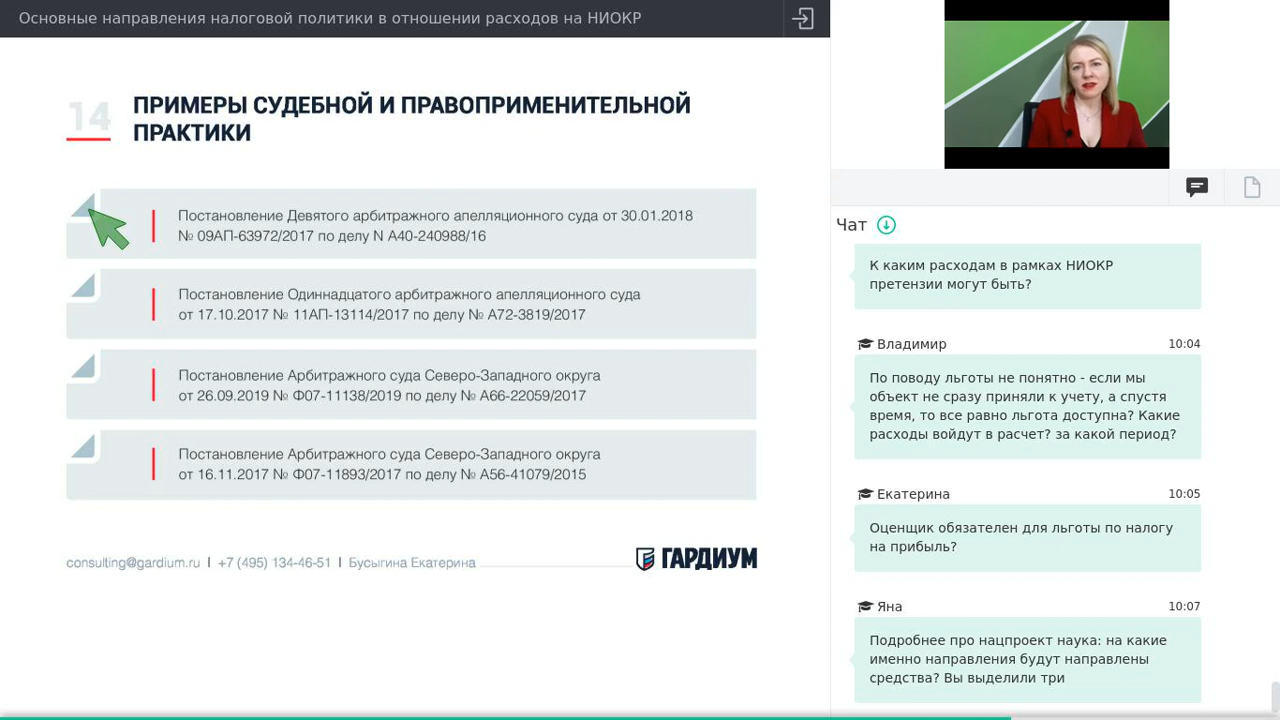 Основные направления налоговой политики в отношении расходов на НИОКР
14
ПРИМЕРЫ СУДЕБНОЙ И ПРАВОПРИМЕНИТЕЛЬНОЙ
ПРАКТИКИ
Постановление Девятого арбитражного апелляционного суда от 30.01.2018
№ 09АП-63972/2017 по делу N А40-240988/16
Постановление Одиннадцатого арбитражного апелляционного суда
от 17.10.2017 № 11АП-13114/2017 по делу № А72-3819/2017
Постановление Арбитражного суда Северо-Западного округа
от 26.09.2019 № Ф07-11138/2019 по делу № А66-22059/2017
Постановление Арбитражного суда Северо-Западного округа
от 16.11.2017 № Ф07-11893/2017 по делу № А56-41079/2015
consulting@gardium.ru | +7 (495) 134-46-51 | Бусыгина Екатерина
ГАРДИУМ
Чат
К каким расходам в рамках НИОКР
претензии могут быть?
Владимир 10:04
По поводу льготы не понятно - если мы
объект не сразу приняли к учету, а спустя
время, то все равно льгота доступна? Какие
расходы войдут в расчет? за какой период?
Екатерина 10:05
Оценщик обязателен для льготы по налогу
на прибыль?
Яна 10:07
Подробнее про нацпроект наука: на какие
именно направления будут направлены
средства? Вы выделили три